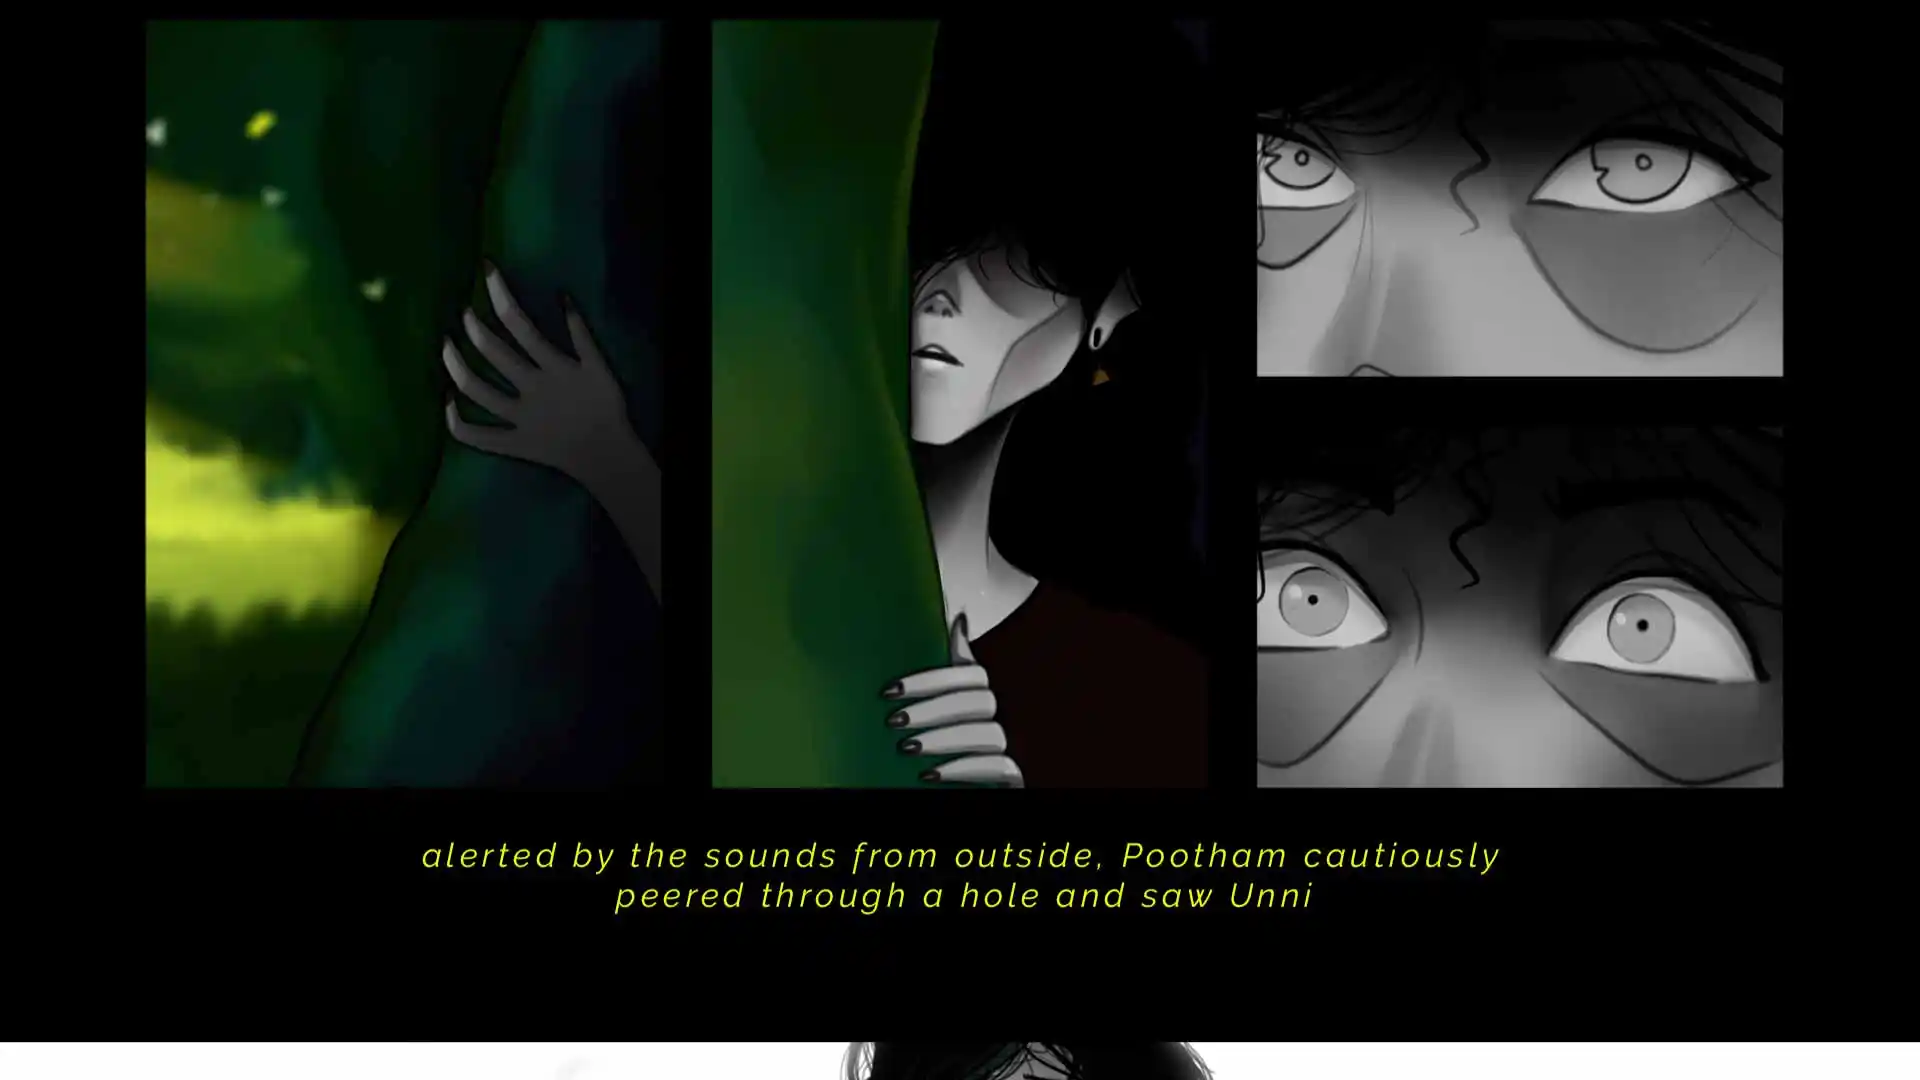 alerted by the sounds from outside, Pootham cautiously
peered through a hole and saw Unni